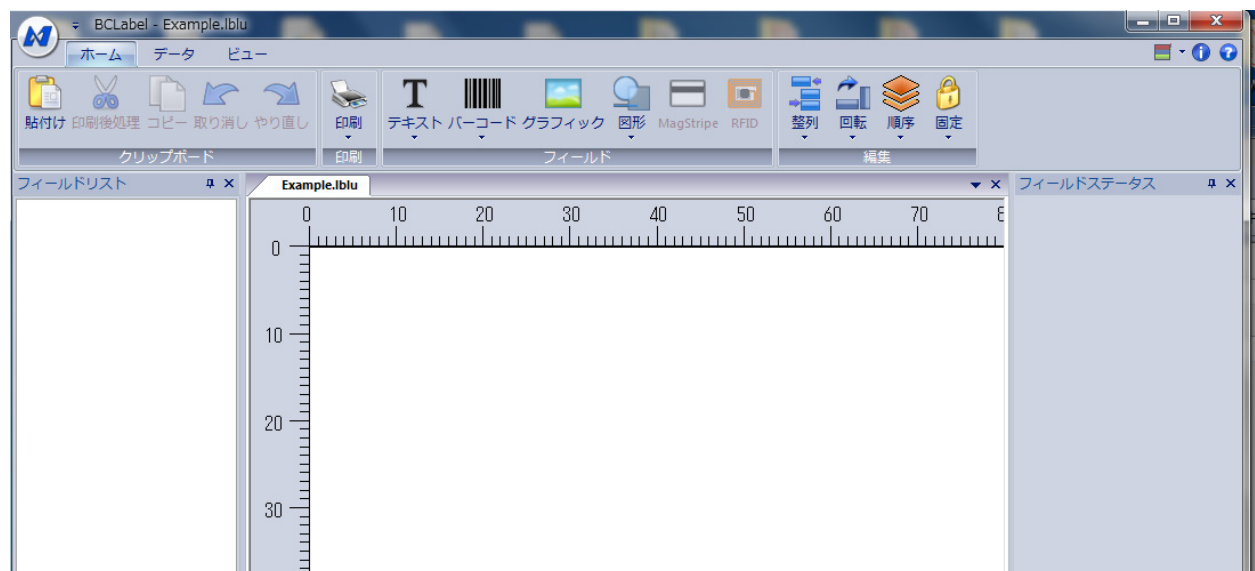 BCLabel - Example.lblu
ホーム データ ビュー
貼付け 印刷後処理 コピー 取り消し やり直し 印刷 テキスト バーコード グラフィック 図形 MagStripe RFID 整列 回転 順序 固定
クリップボード 印刷 フィールド 編集
フィールドリスト Example.lblu フィールドステータス
0 10 20 30 40 50 60 70
0
10
20
30